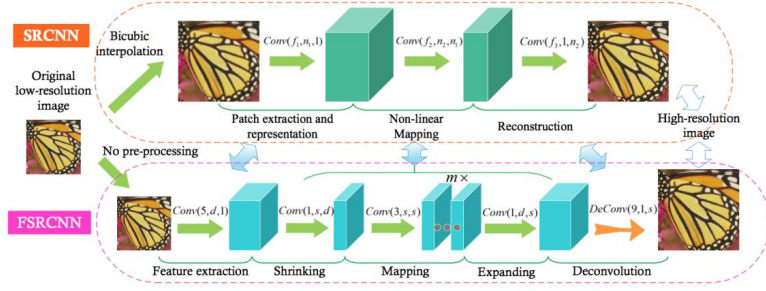 SRCNN
Bicubic
interpolation
Original
low-resolution
image
Conv(f₁,n₁,1)
Conv(f₂,n₂,n₁)
Conv(f₃,1,n₂)
Patch extraction and
representation
Non-linear
Mapping
Reconstruction
High-resolution
image
No pre-processing
m×
FSRCNN
Conv(5,d,1)
Conv(1,s,d)
Conv(3,s,s)
Conv(1,d,s)
DeConv(9,1,s)
Feature extraction
Shrinking
Mapping
Expanding
Deconvolution